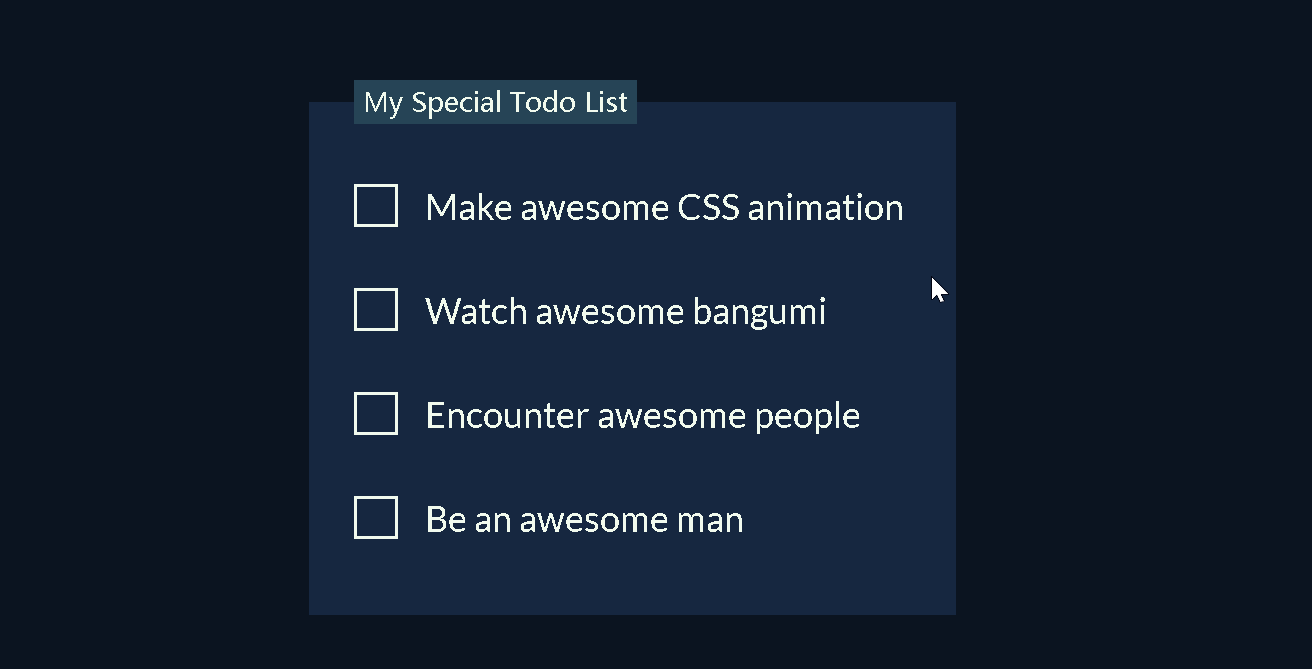 My Special Todo List
Make awesome CSS animation
Watch awesome bangumi
Encounter awesome people
Be an awesome man